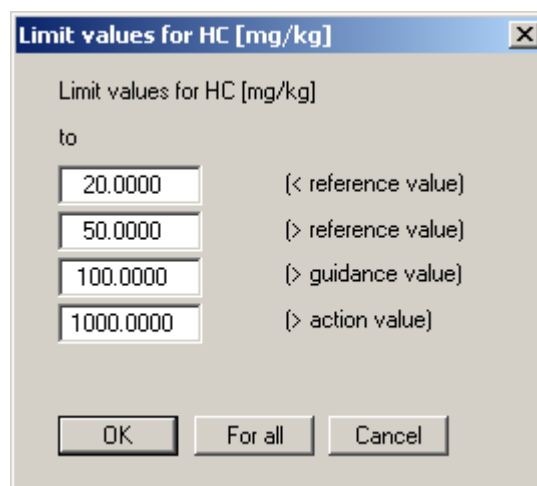 Limit values for HC [mg/kg]
Limit values for HC [mg/kg]
to
20.0000 (< reference value)
50.0000 (> reference value)
100.0000 (> guidance value)
1000.0000 (> action value)
OK For all Cancel